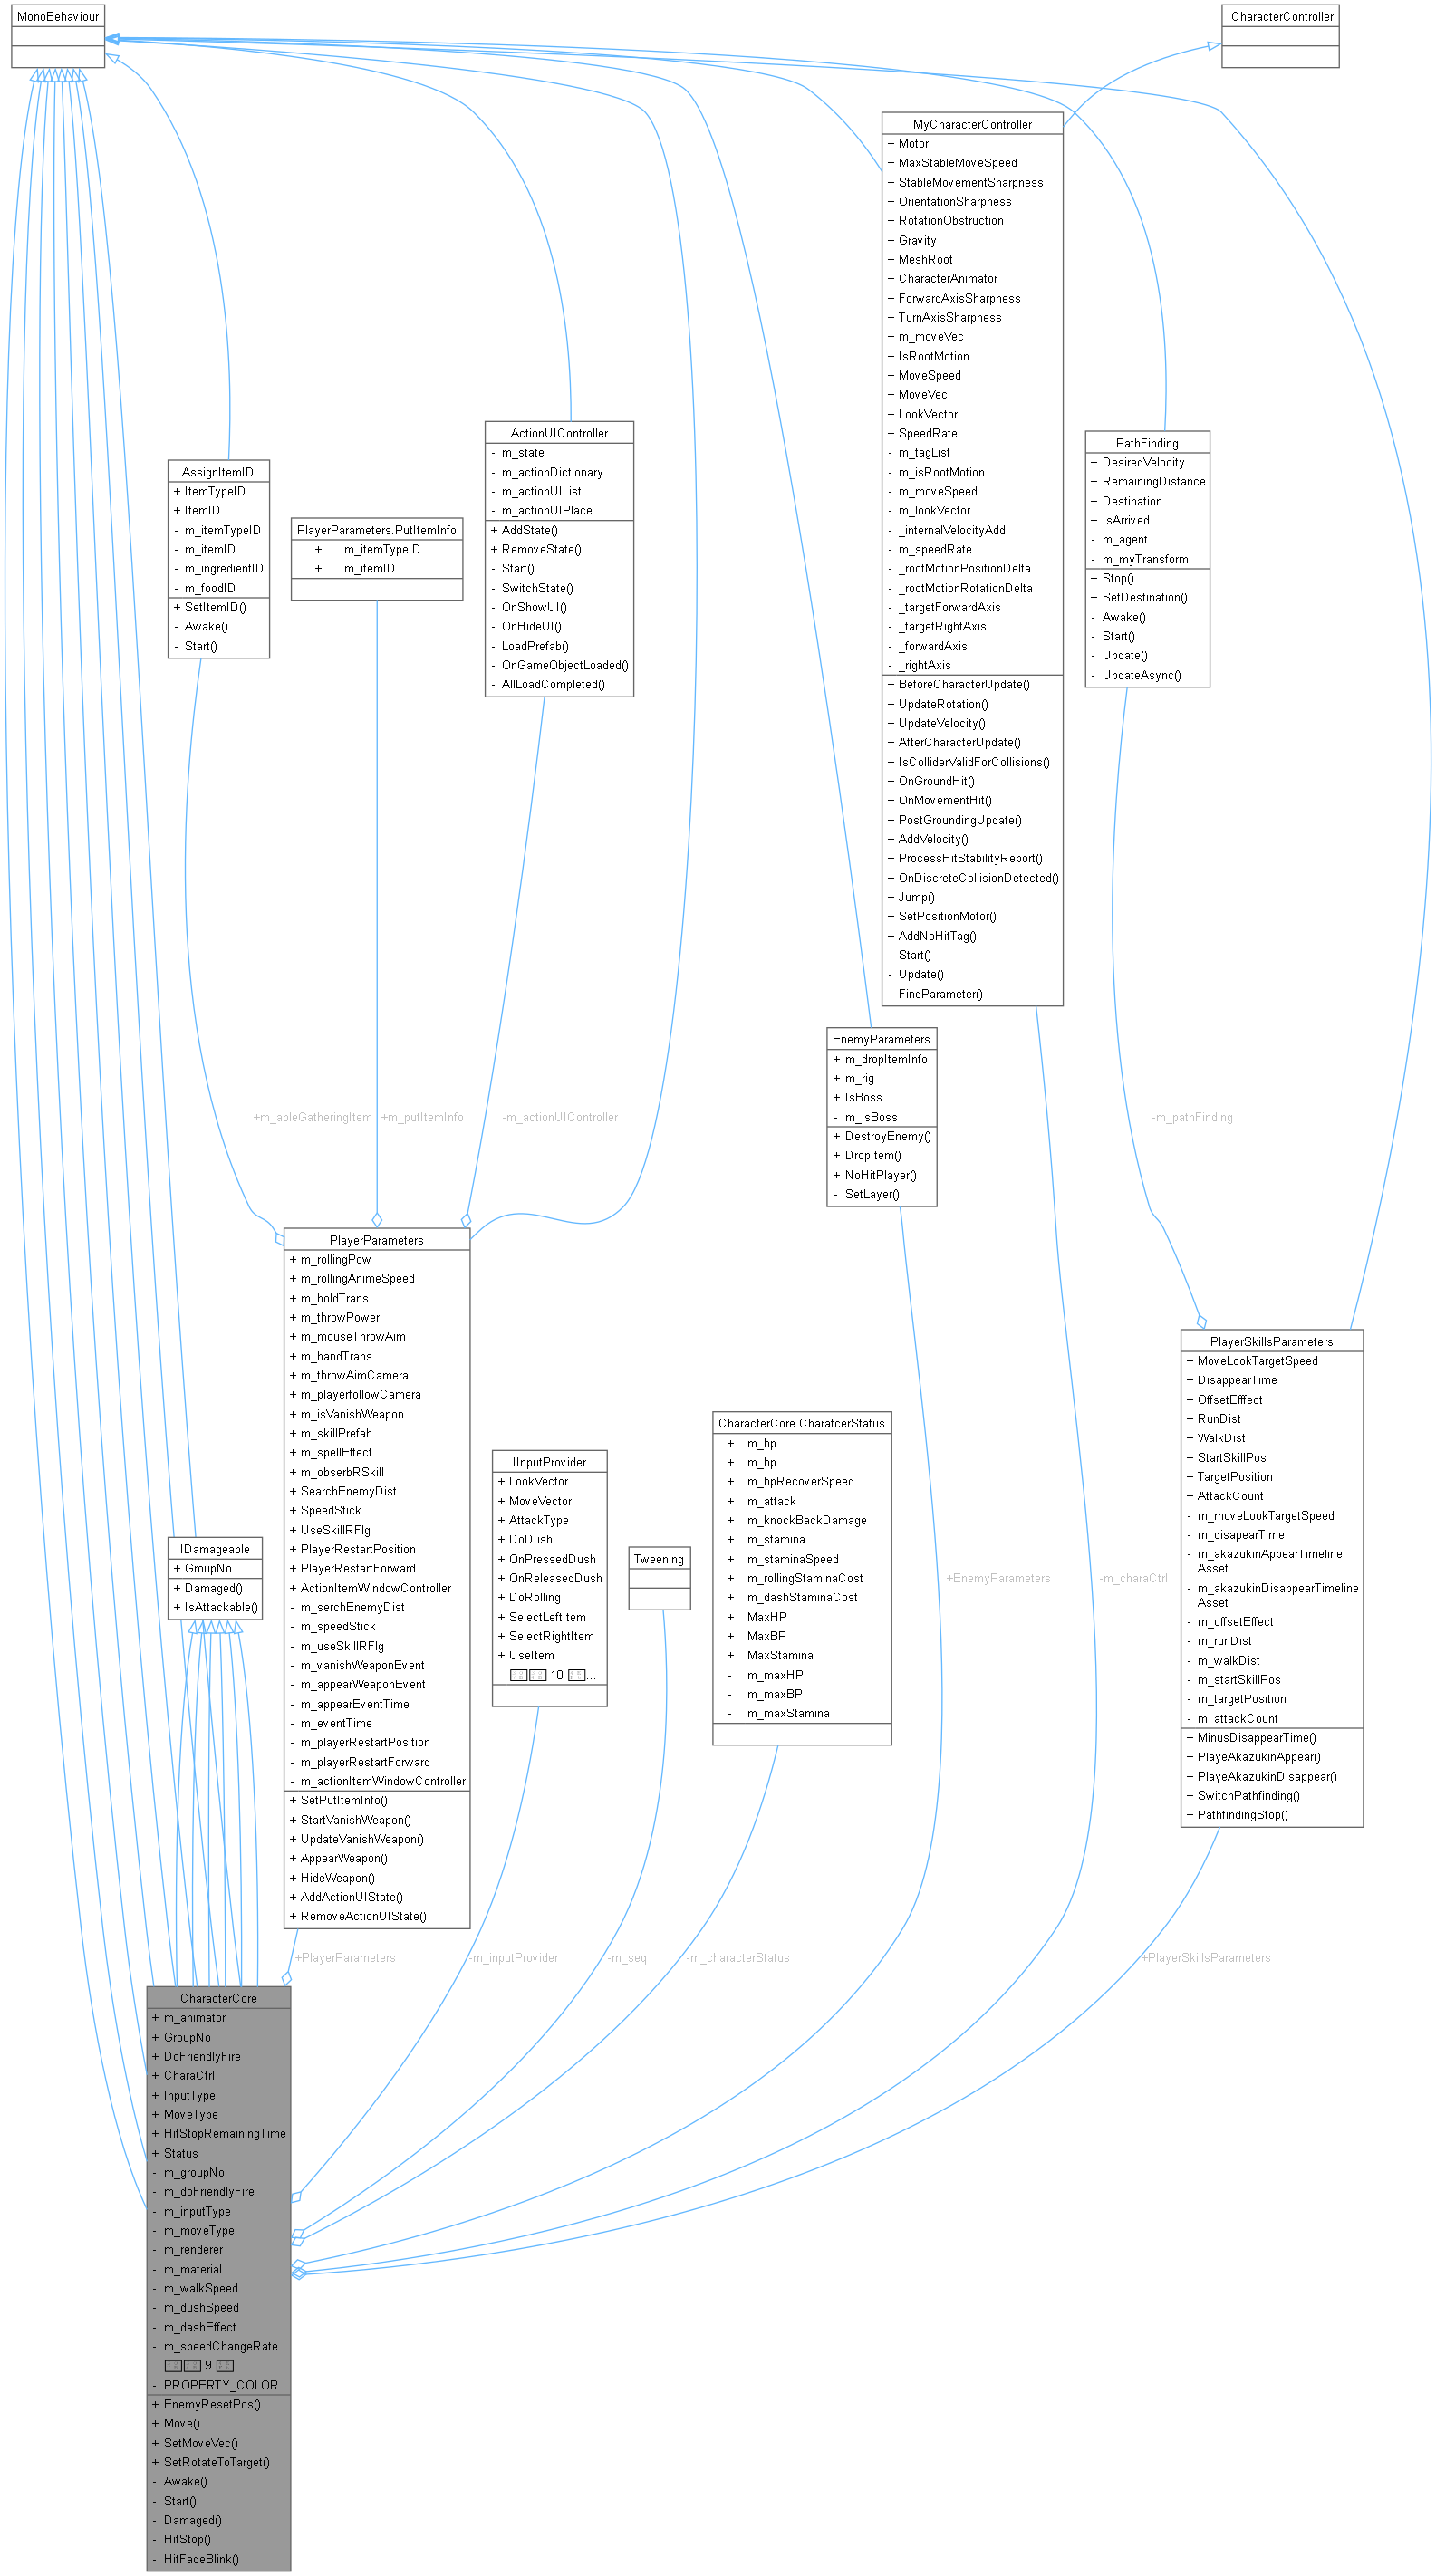 MonoBehaviour
ICharacterController
MyCharacterController
+ Motor
+ MaxStableMoveSpeed
+ StableMovementSharpness
+ OrientationSharpness
+ RotationObstruction
+ Gravity
+ MeshRoot
+ CharacterAnimator
+ ForwardAxisSharpness
+ TurnAxisSharpness
+ m_moveVec
+ IsRootMotion
+ MoveSpeed
+ MoveVec
+ LookVector
+ SpeedRate
- m_tagList
- m_isRootMotion
- m_moveSpeed
- m_lookVector
- _internalVelocityAdd
- m_speedRate
- _rootMotionPositionDelta
- _rootMotionRotationDelta
- _targetForwardAxis
- _targetRightAxis
- _forwardAxis
- _rightAxis
+ BeforeCharacterUpdate()
+ UpdateRotation()
+ UpdateVelocity()
+ AfterCharacterUpdate()
+ IsColliderValidForCollisions()
+ OnGroundHit()
+ OnMovementHit()
+ PostGroundingUpdate()
+ AddVelocity()
+ ProcessHitStabilityReport()
+ OnDiscreteCollisionDetected()
+ Jump()
+ SetPositionMotor()
+ AddNoHitTag()
- Start()
- Update()
- FindParameter()
ActionUIController
- m_state
- m_actionDictionary
- m_actionUIList
- m_actionUIPlace
+ AddState()
+ RemoveState()
- Start()
- SwitchState()
- OnShowUI()
- OnHideUI()
- LoadPrefab()
- OnGameObjectLoaded()
- AllLoadCompleted()
PathFinding
+ DesiredVelocity
+ RemainingDistance
+ Destination
+ IsArrived
- m_agent
- m_myTransform
+ Stop()
+ SetDestination()
- Awake()
- Start()
- Update()
- UpdateAsync()
AssignItemID
+ ItemTypeID
+ ItemID
- m_itemTypeID
- m_itemID
- m_ingredientID
- m_foodID
+ SetItemID()
- Awake()
- Start()
PlayerParameters.PutItemInfo
+ m_itemTypeID
+ m_itemID
EnemyParameters
+ m_dropItemInfo
+ m_rig
+ IsBoss
- m_isBoss
+ DestroyEnemy()
+ DropItem()
+ NoHitPlayer()
- SetLayer()
+m_ableGatheringItem
+m_putItemInfo
-m_actionUIController
-m_pathFinding
PlayerParameters
+ m_rollingPow
+ m_rollingAnimeSpeed
+ m_holdTrans
+ m_throwPower
+ m_mouseThrowAim
+ m_handTrans
+ m_throwAimCamera
+ m_playerfollowCamera
+ m_isVanishWeapon
+ m_skillPrefab
+ m_spellEffect
+ m_obserbRSkill
+ SearchEnemyDist
+ SpeedStick
+ UseSkillRFlg
+ PlayerRestartPosition
+ PlayerRestartForward
+ ActionItemWindowController
- m_serchEnemyDist
- m_speedStick
- m_useSkillRFlg
- m_vanishWeaponEvent
- m_appearWeaponEvent
- m_appearEventTime
- m_eventTime
- m_playerRestartPosition
- m_playerRestartForward
- m_actionItemWindowController
+ SetPutItemInfo()
+ StartVanishWeapon()
+ UpdateVanishWeapon()
+ AppearWeapon()
+ HideWeapon()
+ AddActionUIState()
+ RemoveActionUIState()
PlayerSkillsParameters
+ MoveLookTargetSpeed
+ DisappearTime
+ OffsetEfffect
+ RunDist
+ WalkDist
+ StartSkillPos
+ TargetPosition
+ AttackCount
- m_moveLookTargetSpeed
- m_disapearTime
- m_akazukinAppearTimeline
Asset
- m_akazukinDisappearTimeline
Asset
- m_offsetEffect
- m_runDist
- m_walkDist
- m_startSkillPos
- m_targetPosition
- m_attackCount
+ MinusDisappearTime()
+ PlayeAkazukinAppear()
+ PlayeAkazukinDisappear()
+ SwitchPathfinding()
+ PathfindingStop()
CharacterCore.CharatcerStatus
+ m_hp
+ m_bp
+ m_bpRecoverSpeed
+ m_attack
+ m_knockBackDamage
+ m_stamina
+ m_staminaSpeed
+ m_rollingStaminaCost
+ m_dashStaminaCost
+ MaxHP
+ MaxBP
+ MaxStamina
- m_maxHP
- m_maxBP
- m_maxStamina
IInputProvider
+ LookVector
+ MoveVector
+ AttackType
+ DoDush
+ OnPressedDush
+ OnReleasedDush
+ DoRolling
+ SelectLeftItem
+ SelectRightItem
+ UseItem
10 ...
Tweening
IDamageable
+ GroupNo
+ Damaged()
+ IsAttackable()
+EnemyParameters
-m_charaCtrl
+PlayerParameters
-m_inputProvider
-m_seq
-m_characterStatus
+PlayerSkillsParameters
CharacterCore
+ m_animator
+ GroupNo
+ DoFriendlyFire
+ CharaCtrl
+ InputType
+ MoveType
+ HitStopRemainingTime
+ Status
- m_groupNo
- m_doFriendlyFire
- m_inputType
- m_moveType
- m_renderer
- m_material
- m_walkSpeed
- m_dushSpeed
- m_dashEffect
- m_speedChangeRate
9 ...
- PROPERTY_COLOR
+ EnemyResetPos()
+ Move()
+ SetMoveVec()
+ SetRotateToTarget()
- Awake()
- Start()
- Damaged()
- HitStop()
- HitFadeBlink()